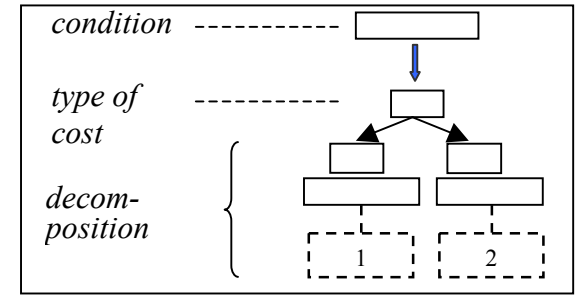 condition
type of
cost
decom-
position
1
2